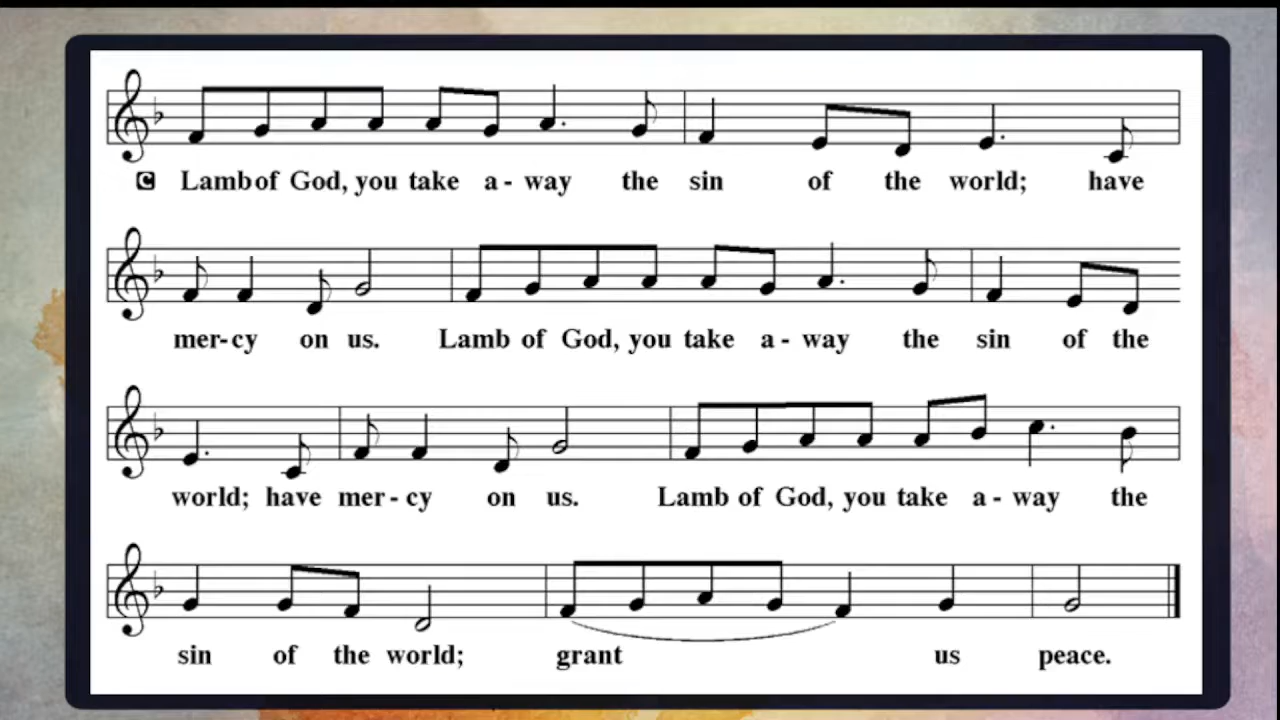 C Lamb of God, you take a - way the sin of the world; have
mer - cy on us. Lamb of God, you take a - way the sin of the
world; have mer - cy on us. Lamb of God, you take a - way the
sin of the world; grant us peace.